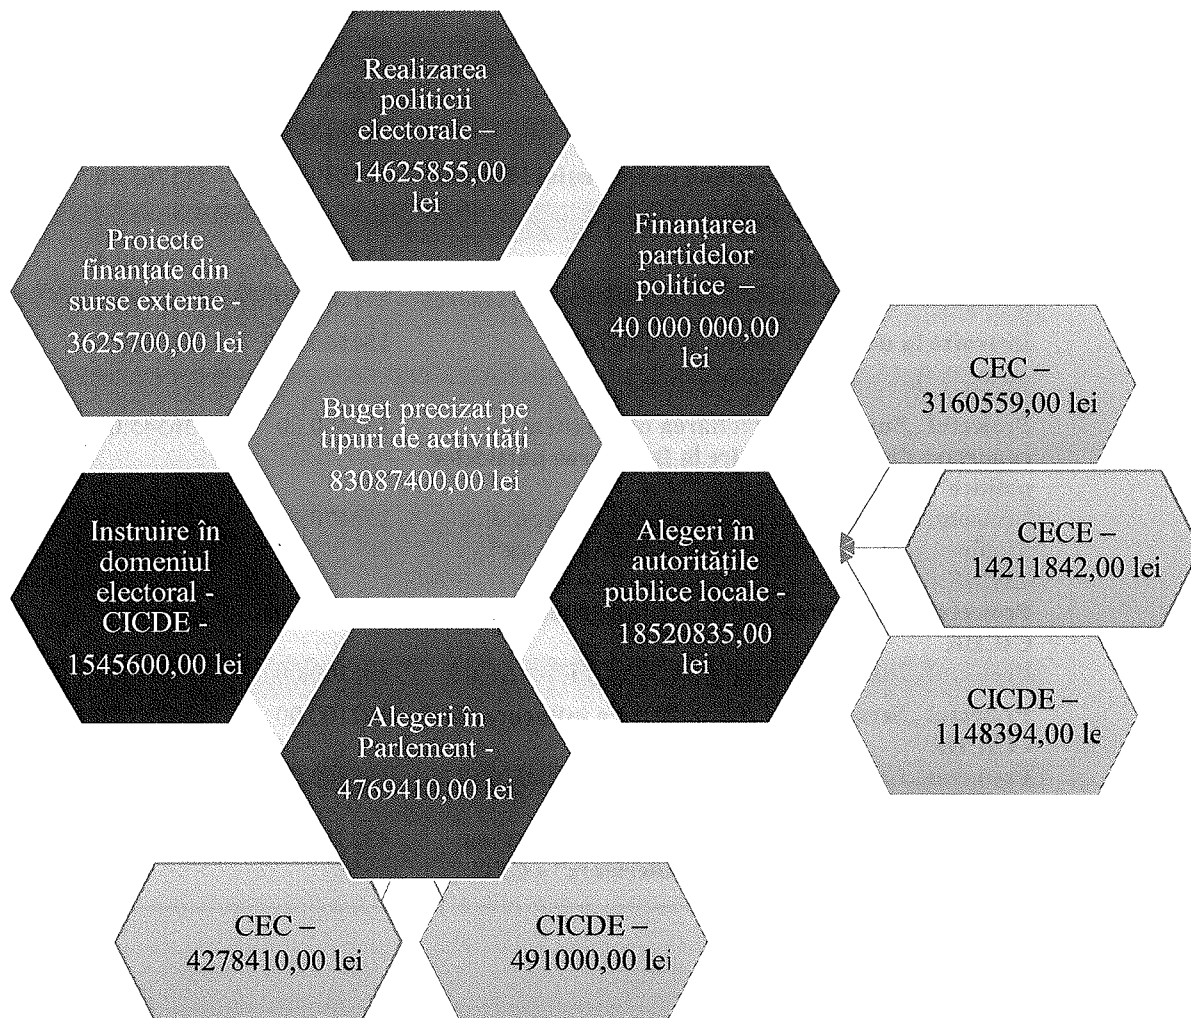 Realizarea
politicii
electorale –
14625855,00
lei
Finanțarea
partidelor
politice –
40 000 000,00
lei
Proiecte
finanțate din
surse externe -
3625700,00 lei
Buget precizat pe
tipuri de activități
83087400,00 lei
CEC –
3160559,00 lei
CECE –
14211842,00 lei
CICDE –
1148394,00 le
Alegeri în
autoritățile
publice locale -
18520835,00
lei
Instruire în
domeniul
electoral -
CICDE -
1545600,00 lei
Alegeri în
Parlement -
4769410,00 lei
CEC –
4278410,00 lei
CICDE –
491000,00 lei